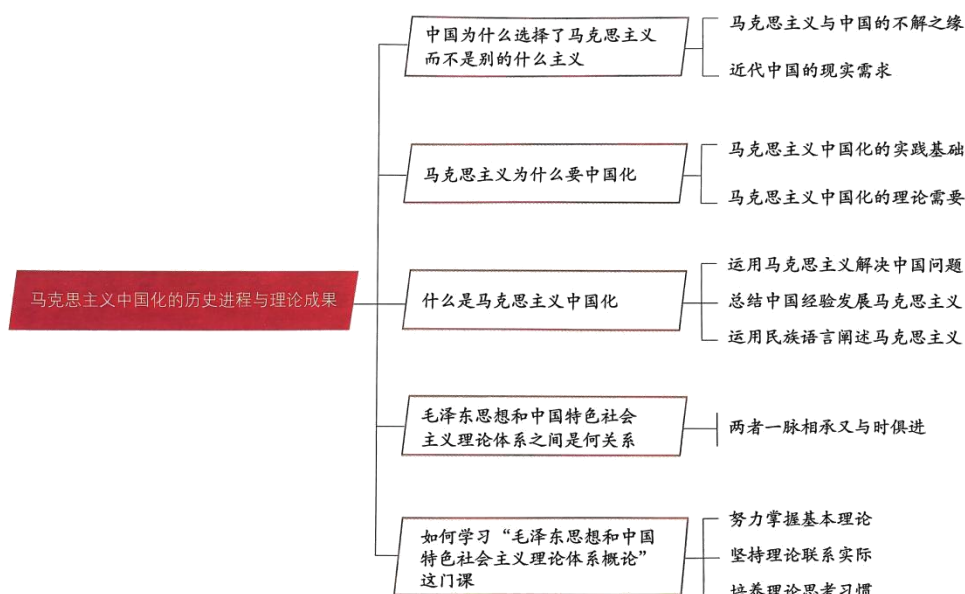 马克思主义中国化的历史进程与理论成果
中国为什么选择了马克思主义
而不是别的什么主义
马克思主义与中国的不解之缘
近代中国的现实需求
马克思主义为什么要中国化
马克思主义中国化的实践基础
马克思主义中国化的理论需要
什么是马克思主义中国化
运用马克思主义解决中国问题
总结中国经验发展马克思主义
运用民族语言阐述马克思主义
毛泽东思想和中国特色社会
主义理论体系之间是何关系
两者一脉相承又与时俱进
如何学习“毛泽东思想和中国
特色社会主义理论体系概论”
这门课
努力掌握基本理论
坚持理论联系实际
培养理论思考习惯